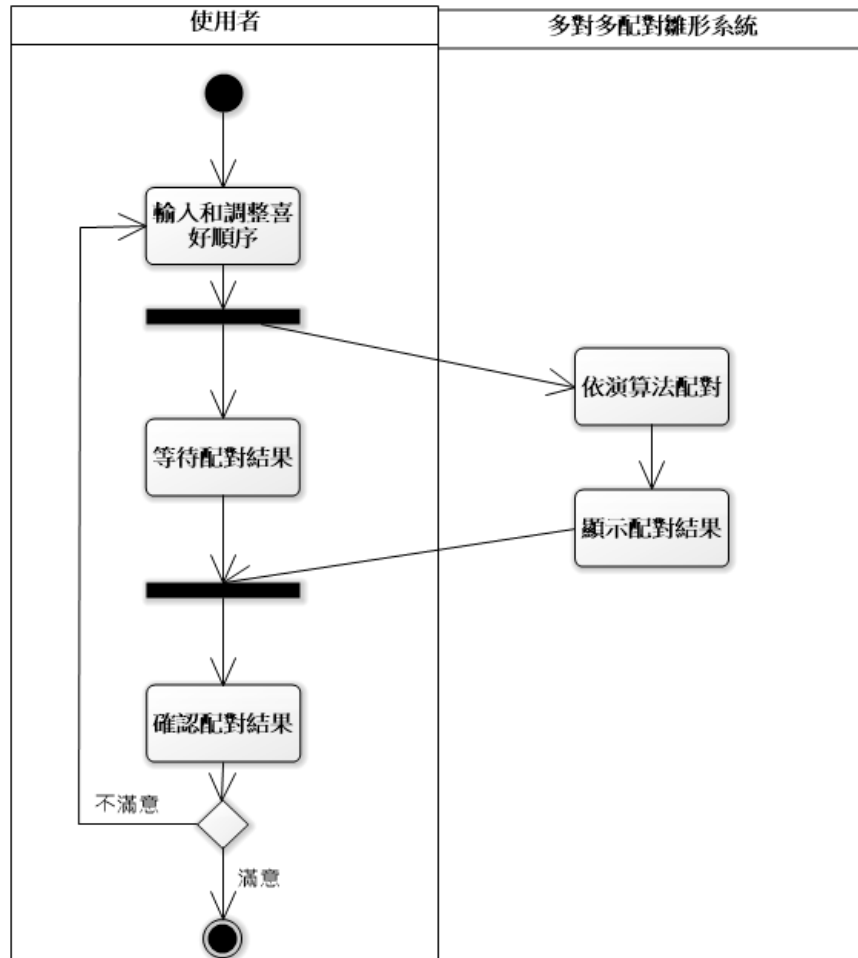 使用者
多對多配對雛形系統
輸入和調整喜
好順序
依演算法配對
等待配對結果
顯示配對結果
確認配對結果
不滿意
滿意